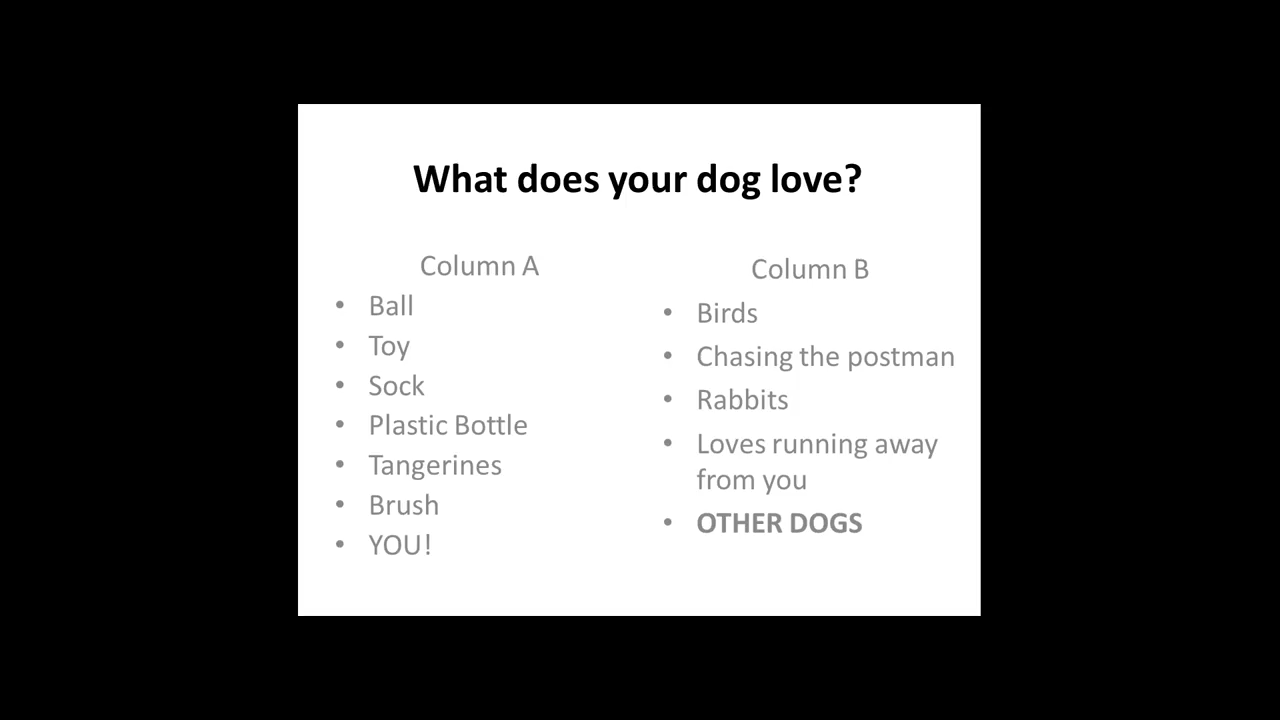 What does your dog love?
Column A
• Ball
• Toy
• Sock
• Plastic Bottle
• Tangerines
• Brush
• YOU!
Column B
• Birds
• Chasing the postman
• Rabbits
• Loves running away
from you
• OTHER DOGS